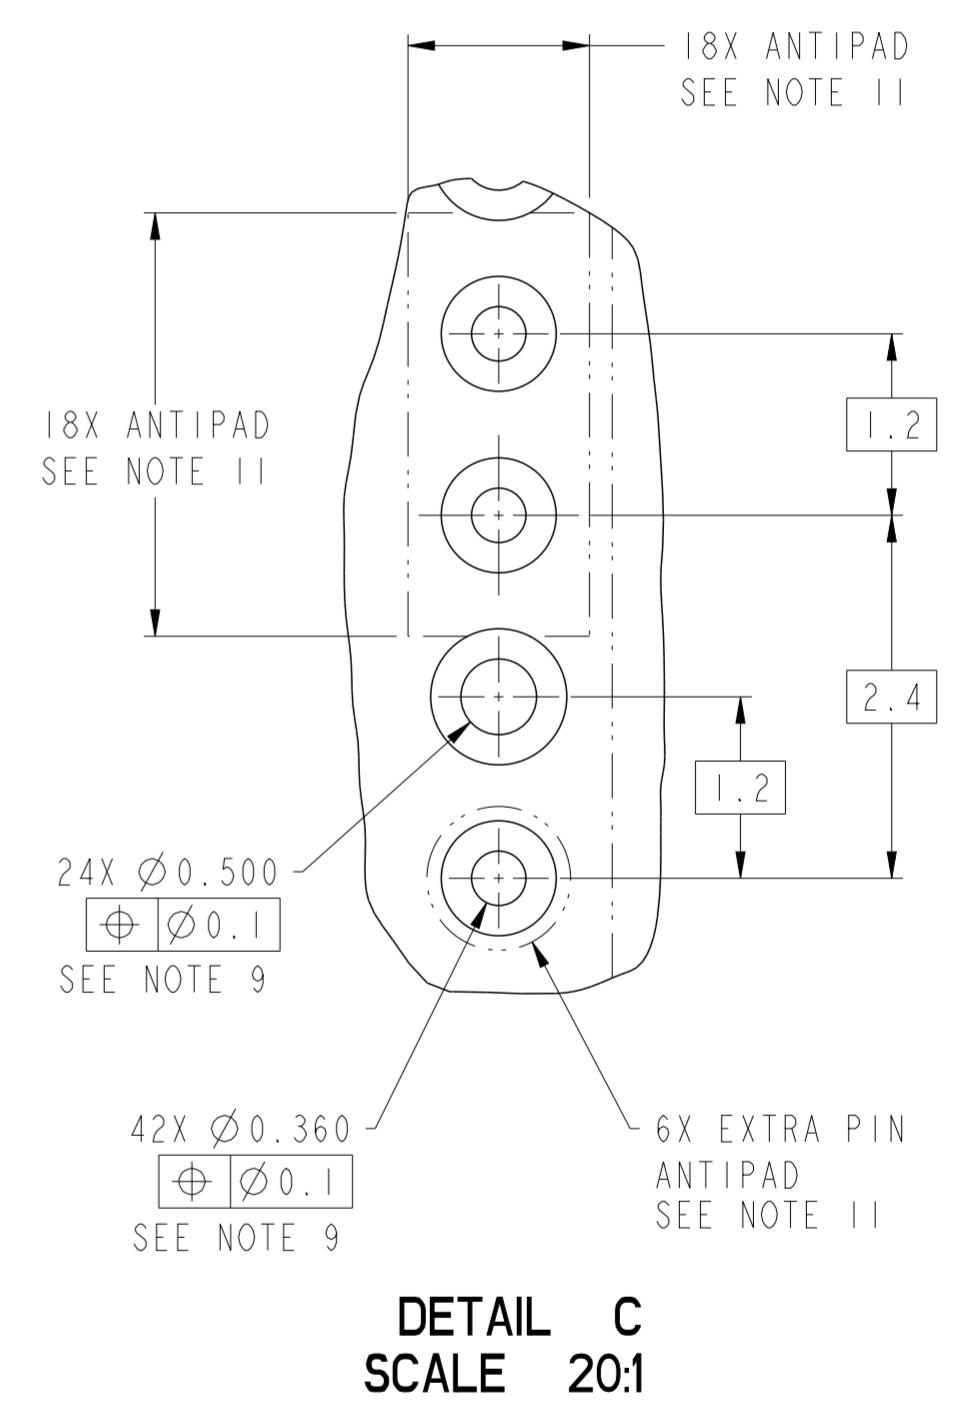 18X ANTIPAD
SEE NOTE 11
18X ANTIPAD
SEE NOTE 11
1.2
2.4
1.2
24X Ø0.500
⌖ Ø0.1
SEE NOTE 9
42X Ø0.360
⌖ Ø0.1
SEE NOTE 9
6X EXTRA PIN
ANTIPAD
SEE NOTE 11
DETAIL C
SCALE 20:1